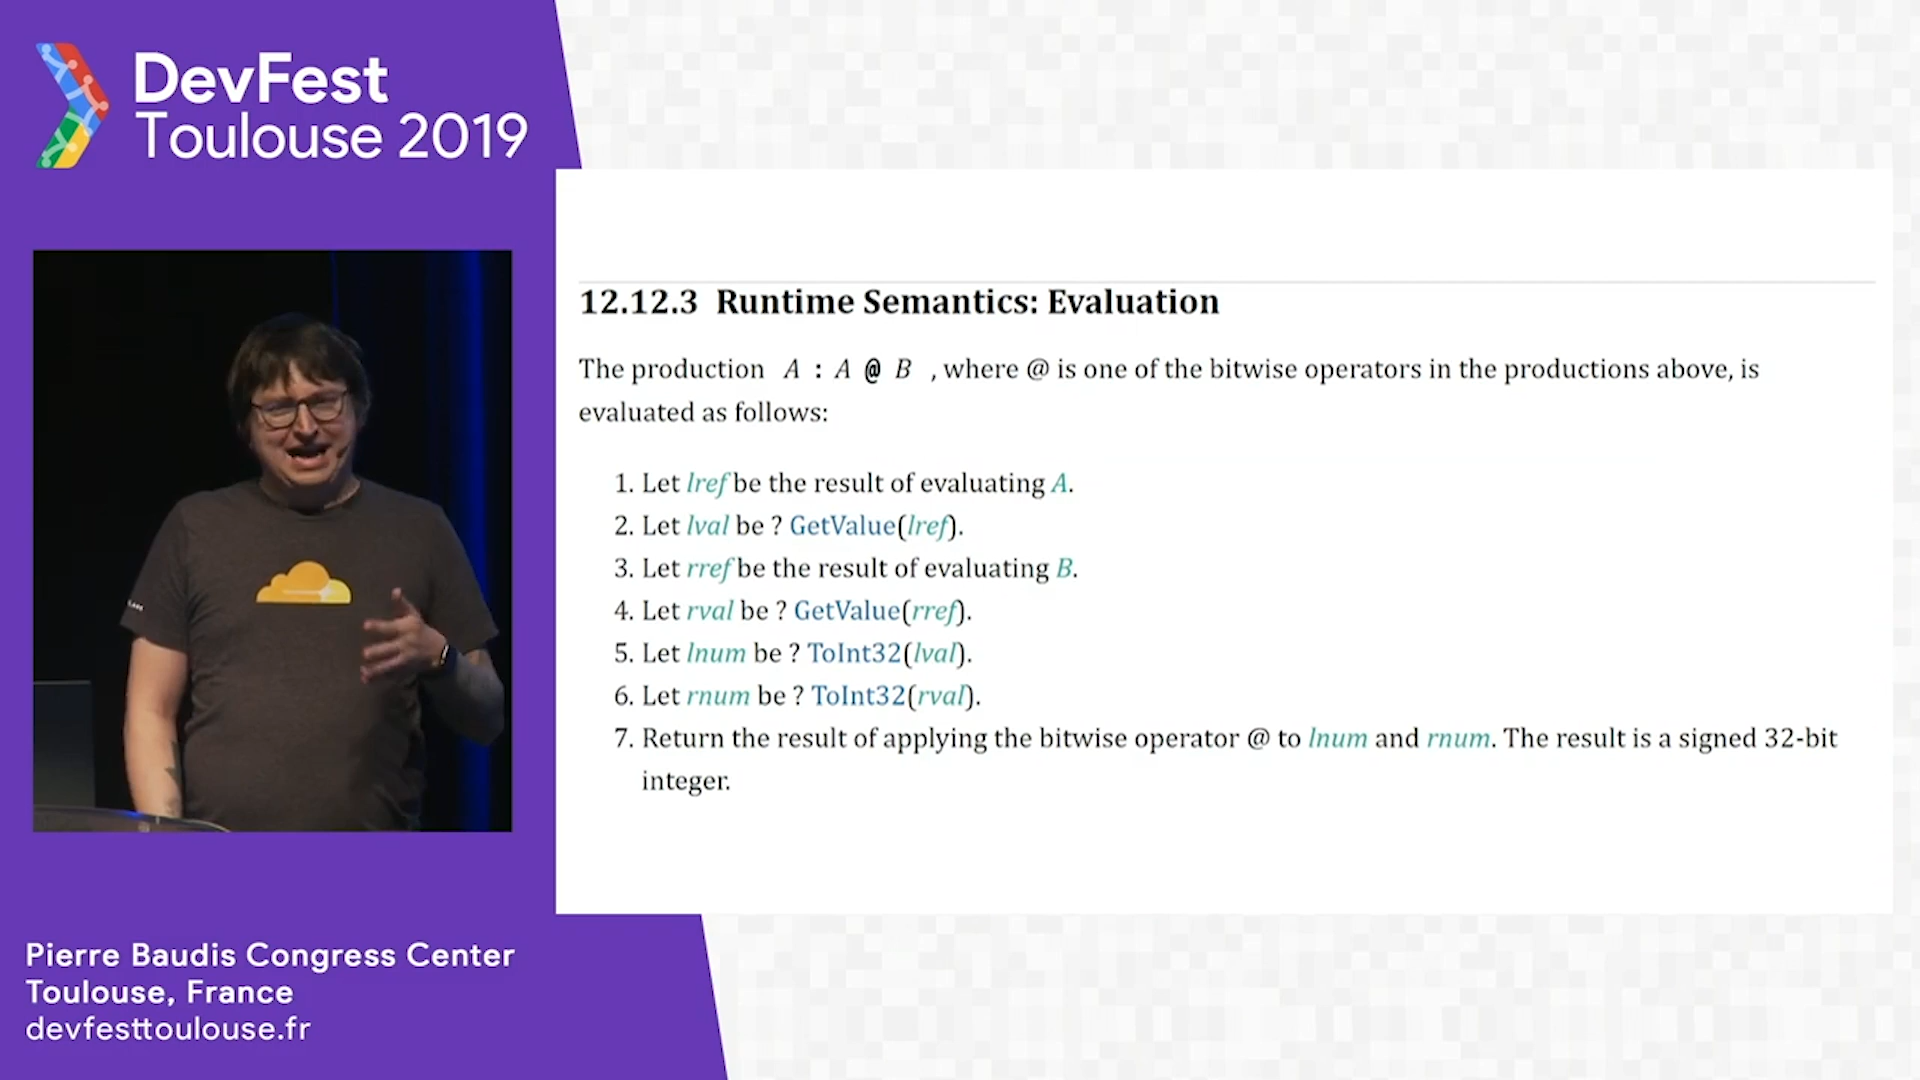 DevFest
Toulouse 2019
12.12.3 Runtime Semantics: Evaluation
The production A : A @ B , where @ is one of the bitwise operators in the productions above, is
evaluated as follows:
1. Let lref be the result of evaluating A.
2. Let lval be ? GetValue(lref).
3. Let rref be the result of evaluating B.
4. Let rval be ? GetValue(rref).
5. Let lnum be ? ToInt32(lval).
6. Let rnum be ? ToInt32(rval).
7. Return the result of applying the bitwise operator @ to lnum and rnum. The result is a signed 32-bit
integer.
Pierre Baudis Congress Center
Toulouse, France
devfesttoulouse.fr